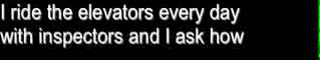 I ride the elevators every day
with inspectors and I ask how